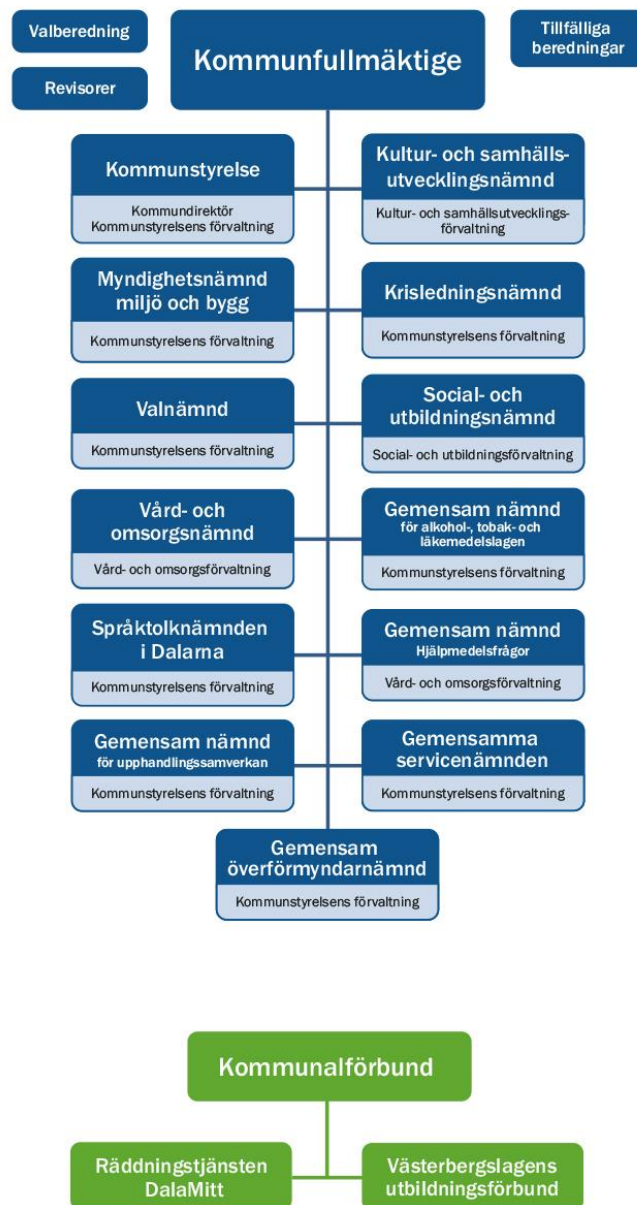 Valberedning
Revisorer
Kommunfullmäktige
Tillfälliga
beredningar
Kommunstyrelse
Kommundirektör
Kommunstyrelsens förvaltning
Kultur- och samhälls-
utvecklingsnämnd
Kultur- och samhällsutvecklings-
förvaltning
Myndighetsnämnd
miljö och bygg
Kommunstyrelsens förvaltning
Krisledningsnämnd
Kommunstyrelsens förvaltning
Valnämnd
Kommunstyrelsens förvaltning
Social- och
utbildningsnämnd
Social- och utbildningsförvaltning
Vård- och
omsorgsnämnd
Vård- och omsorgsförvaltning
Gemensam nämnd
för alkohol-, tobak- och
läkemedelslagen
Kommunstyrelsens förvaltning
Språktolknämnden
i Dalarna
Kommunstyrelsens förvaltning
Gemensam nämnd
Hjälpmedelsfrågor
Vård- och omsorgsförvaltning
Gemensam nämnd
för upphandlingssamverkan
Kommunstyrelsens förvaltning
Gemensamma
servicenämnden
Kommunstyrelsens förvaltning
Gemensam
överförmyndarnämnd
Kommunstyrelsens förvaltning
Kommunalförbund
Räddningstjänsten
DalaMitt
Västerbergslagens
utbildningsförbund